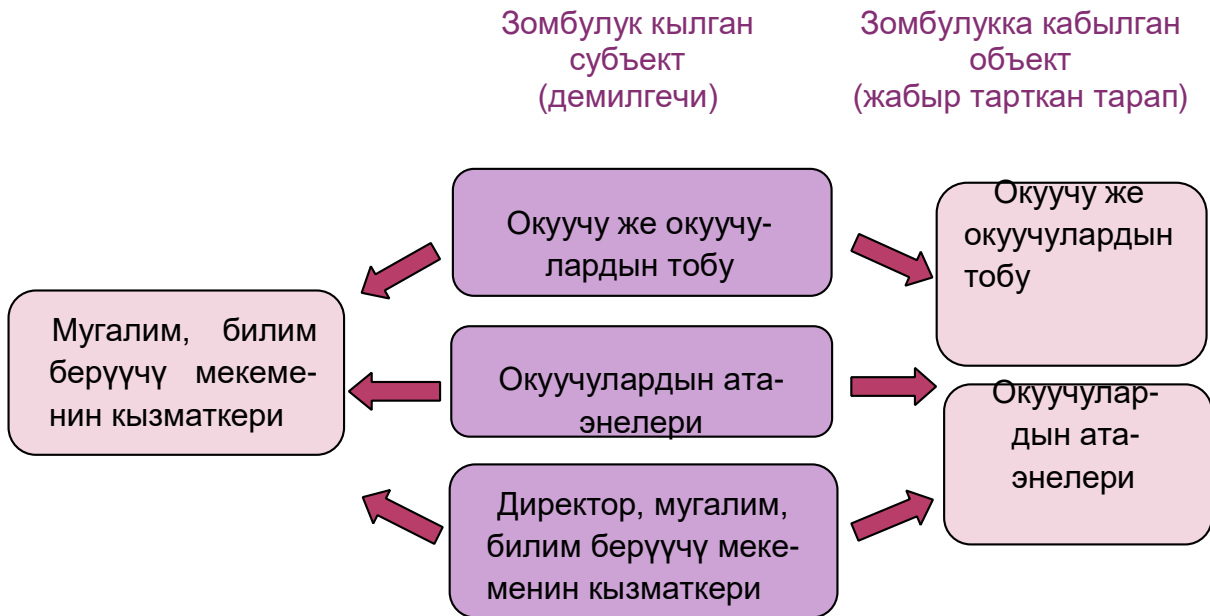 Зомбулук кылган
субъект
(демилгечи)
Зомбулукка кабылган
объект
(жабыр тарткан тарап)
Мугалим, билим
берүүчү мекеме-
нин кызматкери
Окуучу же окуучу-
лардын тобу
Окуучулардын ата-
энелери
Директор, мугалим,
билим берүүчү меке-
менин кызматкери
Окуучу же
окуучулардын
тобу
Окуучулар-
дын ата-
энелери